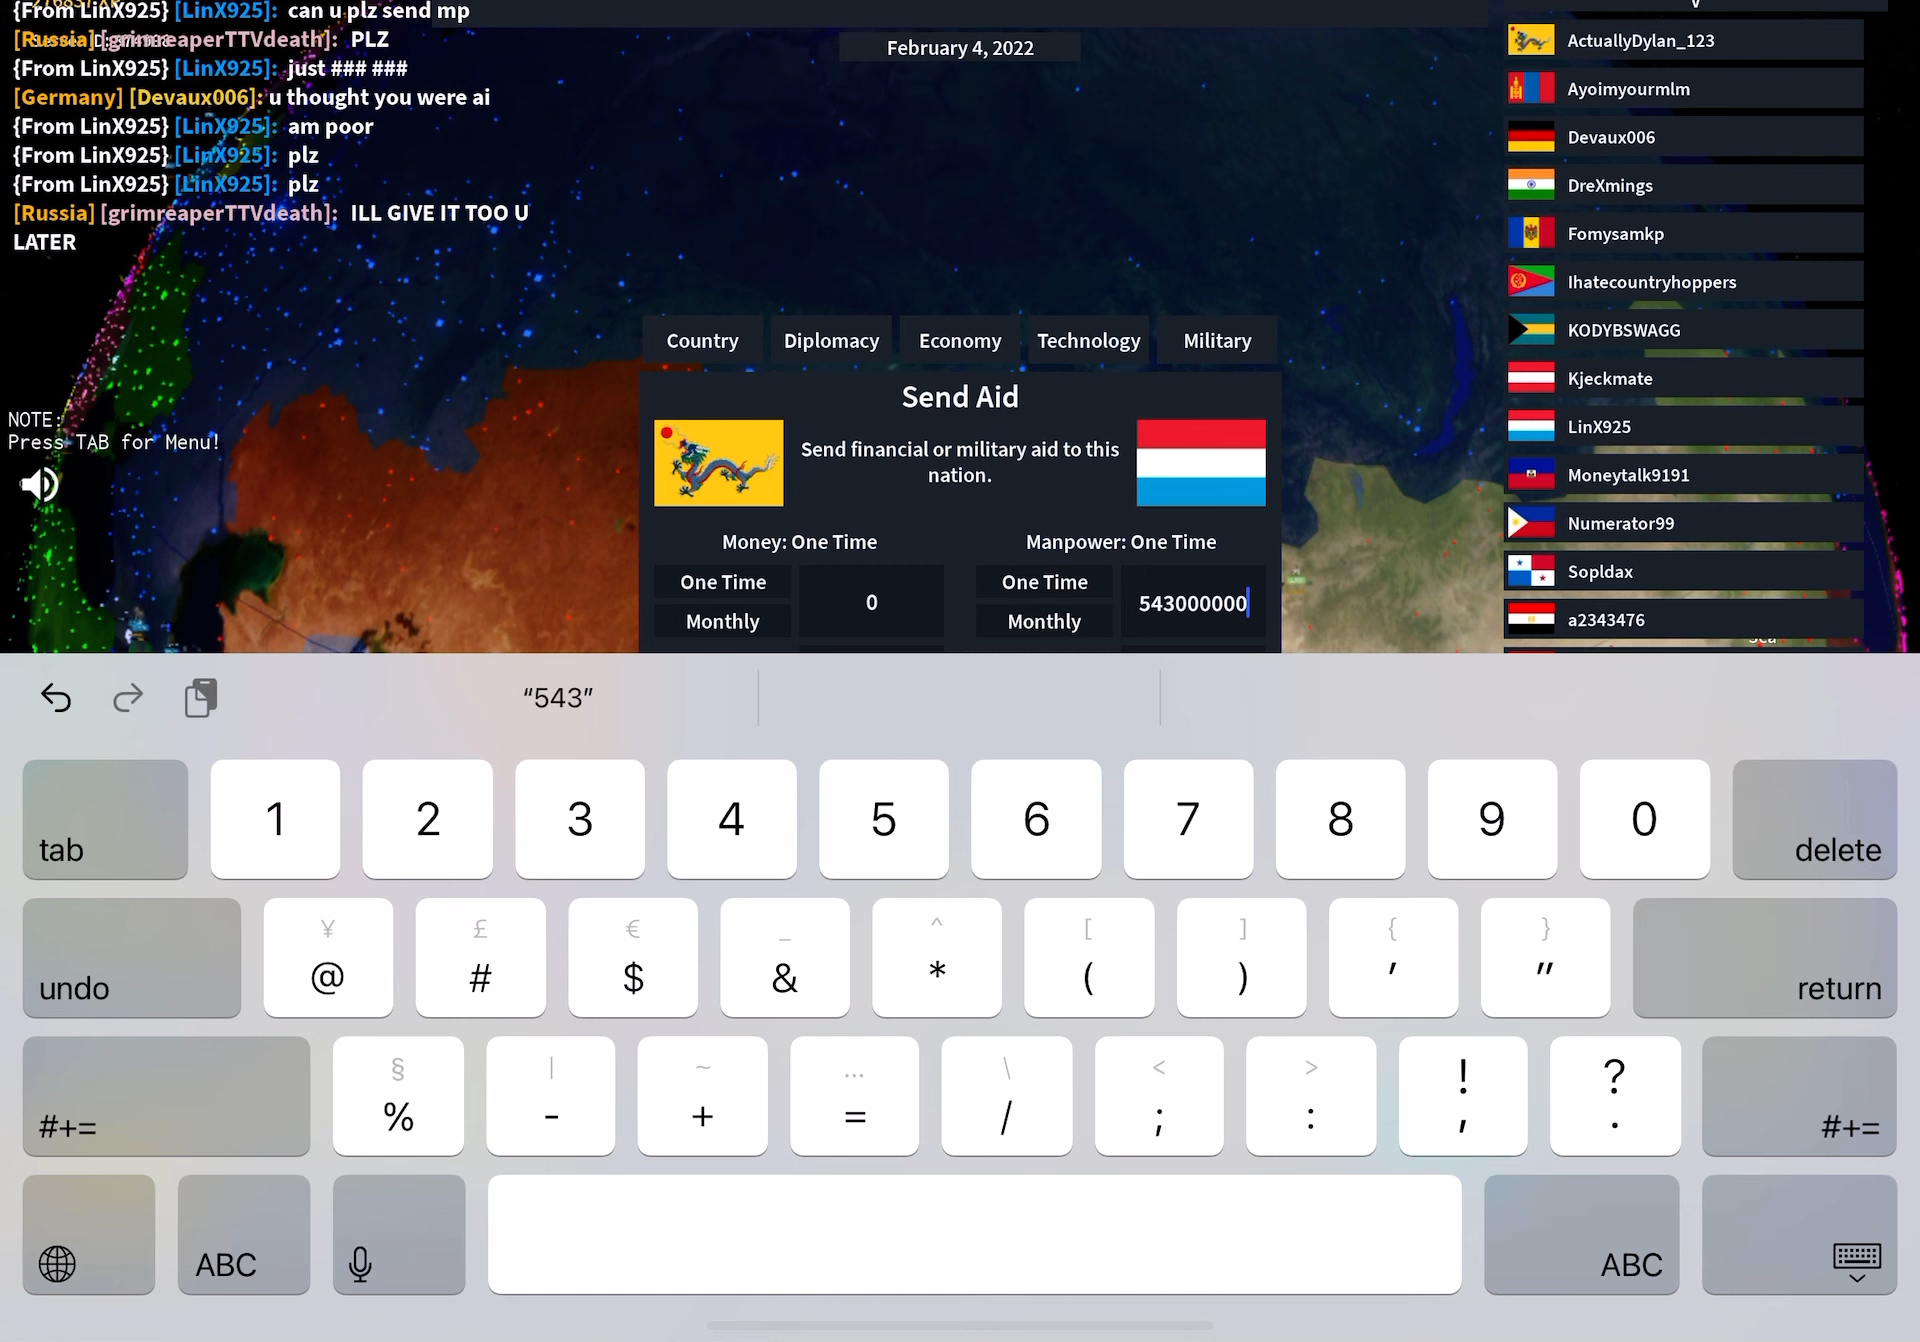 {From LinX925} [LinX925]: can u plz send mp
[Russia] [grimreaperTTVdeath]: PLZ
{From LinX925} [LinX925]: just ### ###
[Germany] [Devaux006]: u thought you were ai
{From LinX925} [LinX925]: am poor
{From LinX925} [LinX925]: plz
{From LinX925} [LinX925]: plz
[Russia] [grimreaperTTVdeath]: ILL GIVE IT TOO U
LATER
NOTE:
Press TAB for Menu!
February 4, 2022
Country Diplomacy Economy Technology Military
Send Aid
Send financial or military aid to this
nation.
Money: One Time Manpower: One Time
One Time 0 One Time 543000000
Monthly Monthly
ActuallyDylan_123
Ayoimyourmlm
Devaux006
DreXmings
Fomysamkp
Ihatecountryhoppers
KODYBSWAGG
Kjeckmate
LinX925
Moneytalk9191
Numerator99
Sopldax
a2343476
“543”
tab 1 2 3 4 5 6 7 8 9 0 delete
¥ £ € _ ^ [ ] { }
undo @ # $ & * ( ) ' " return
§ | ~ … \ < > ! ?
#+= % - + = / ; : , . #+=
ABC ABC